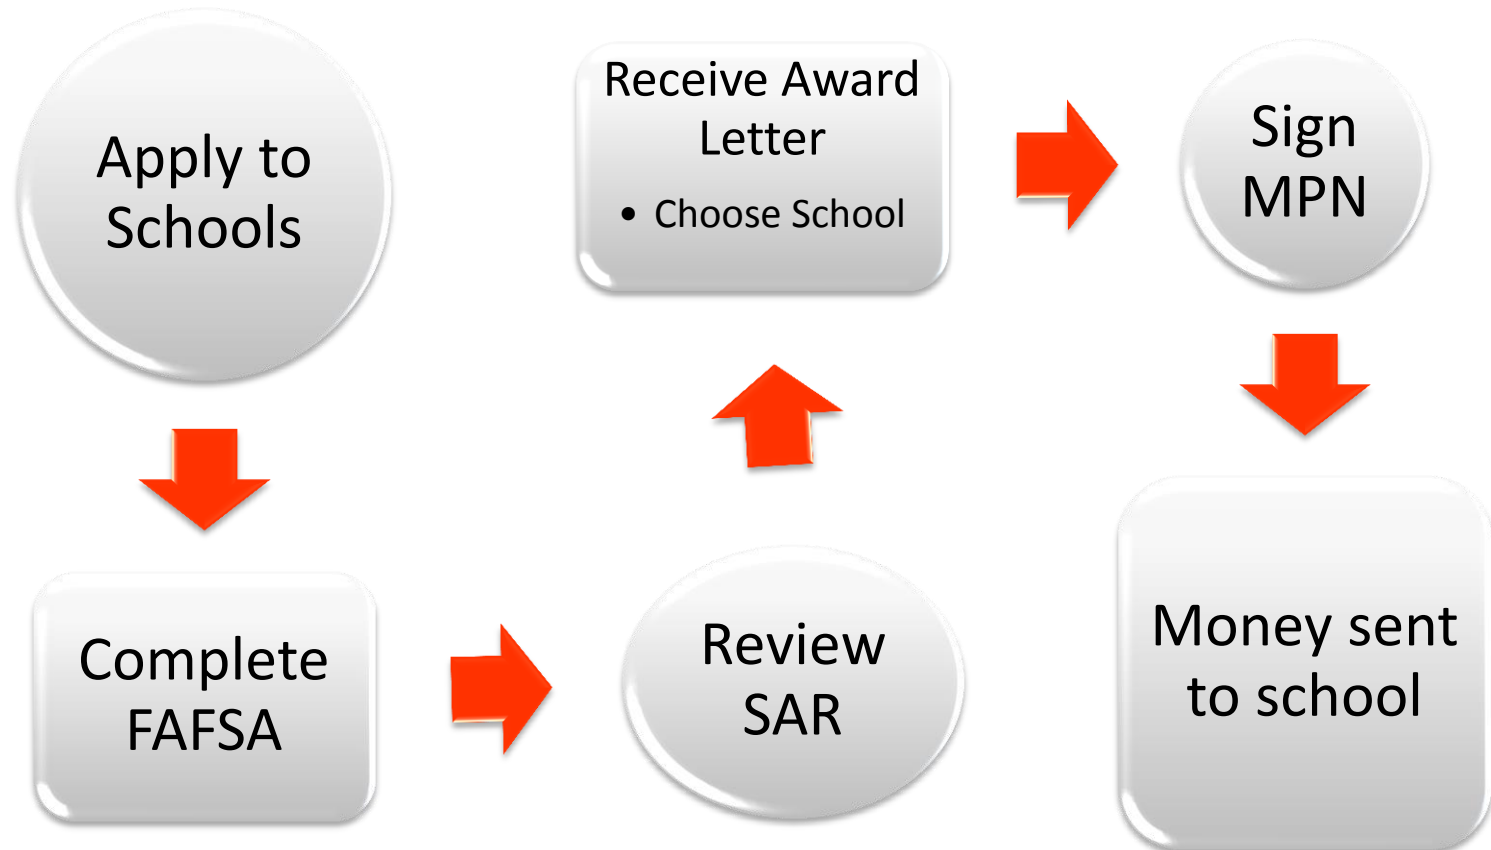 Apply to
Schools
Complete
FAFSA
Review
SAR
Receive Award
Letter
• Choose School
Sign
MPN
Money sent
to school